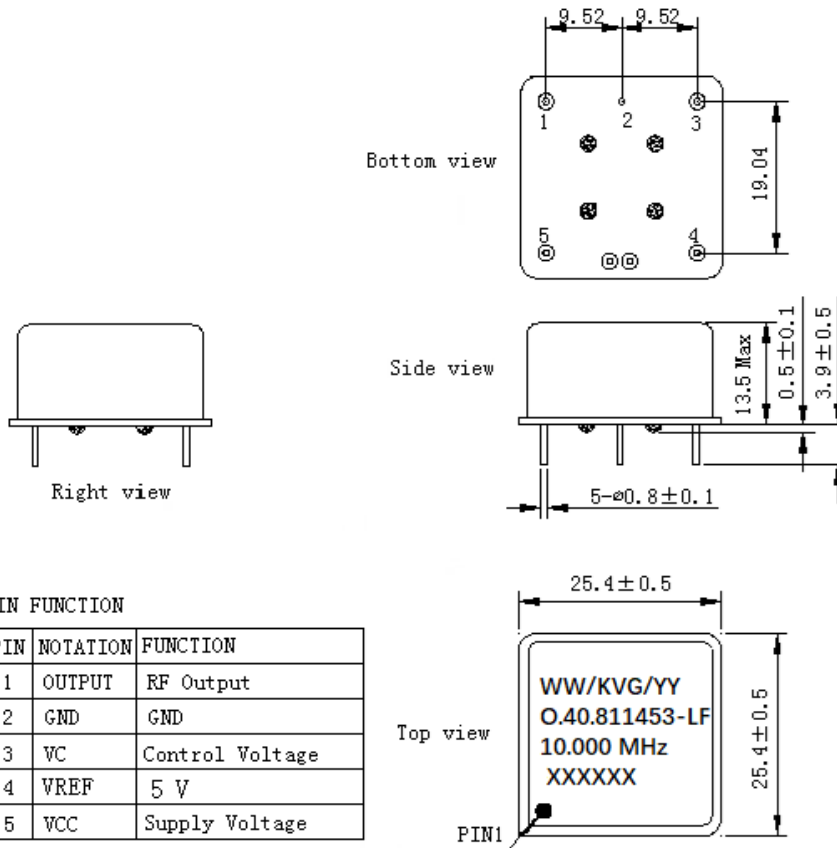 9.52 9.52
1 2 3
Bottom view
19.04
5 4
Side view
13.5 Max
0.5±0.1
3.9±0.5
Right view
5-⌀0.8±0.1
IN FUNCTION
PIN NOTATION FUNCTION
1 OUTPUT RF Output
2 GND GND
3 VC Control Voltage
4 VREF 5 V
5 VCC Supply Voltage
25.4±0.5
Top view
WW/KVG/YY
O.40.811453-LF
10.000 MHz
XXXXXX
25.4±0.5
PIN1